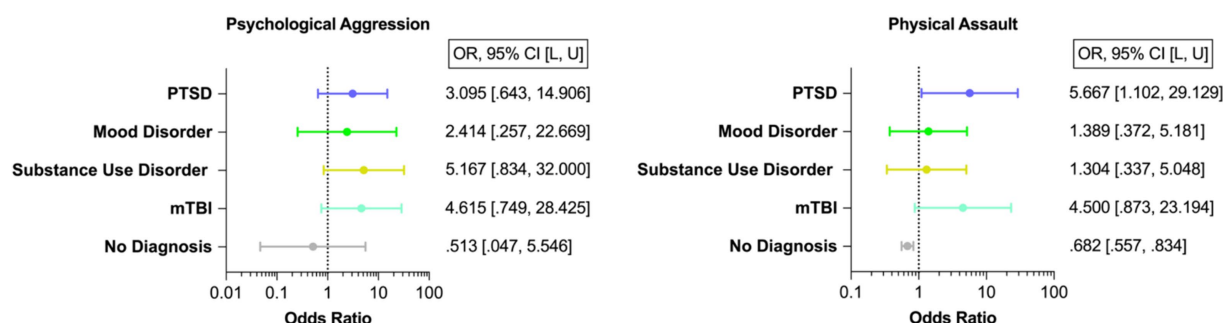 Psychological Aggression
OR, 95% CI [L, U]
PTSD 3.095 [.643, 14.906]
Mood Disorder 2.414 [.257, 22.669]
Substance Use Disorder 5.167 [.834, 32.000]
mTBI 4.615 [.749, 28.425]
No Diagnosis .513 [.047, 5.546]
0.01 0.1 1 10 100
Odds Ratio
Physical Assault
OR, 95% CI [L, U]
PTSD 5.667 [1.102, 29.129]
Mood Disorder 1.389 [.372, 5.181]
Substance Use Disorder 1.304 [.337, 5.048]
mTBI 4.500 [.873, 23.194]
No Diagnosis .682 [.557, .834]
0.1 1 10 100
Odds Ratio